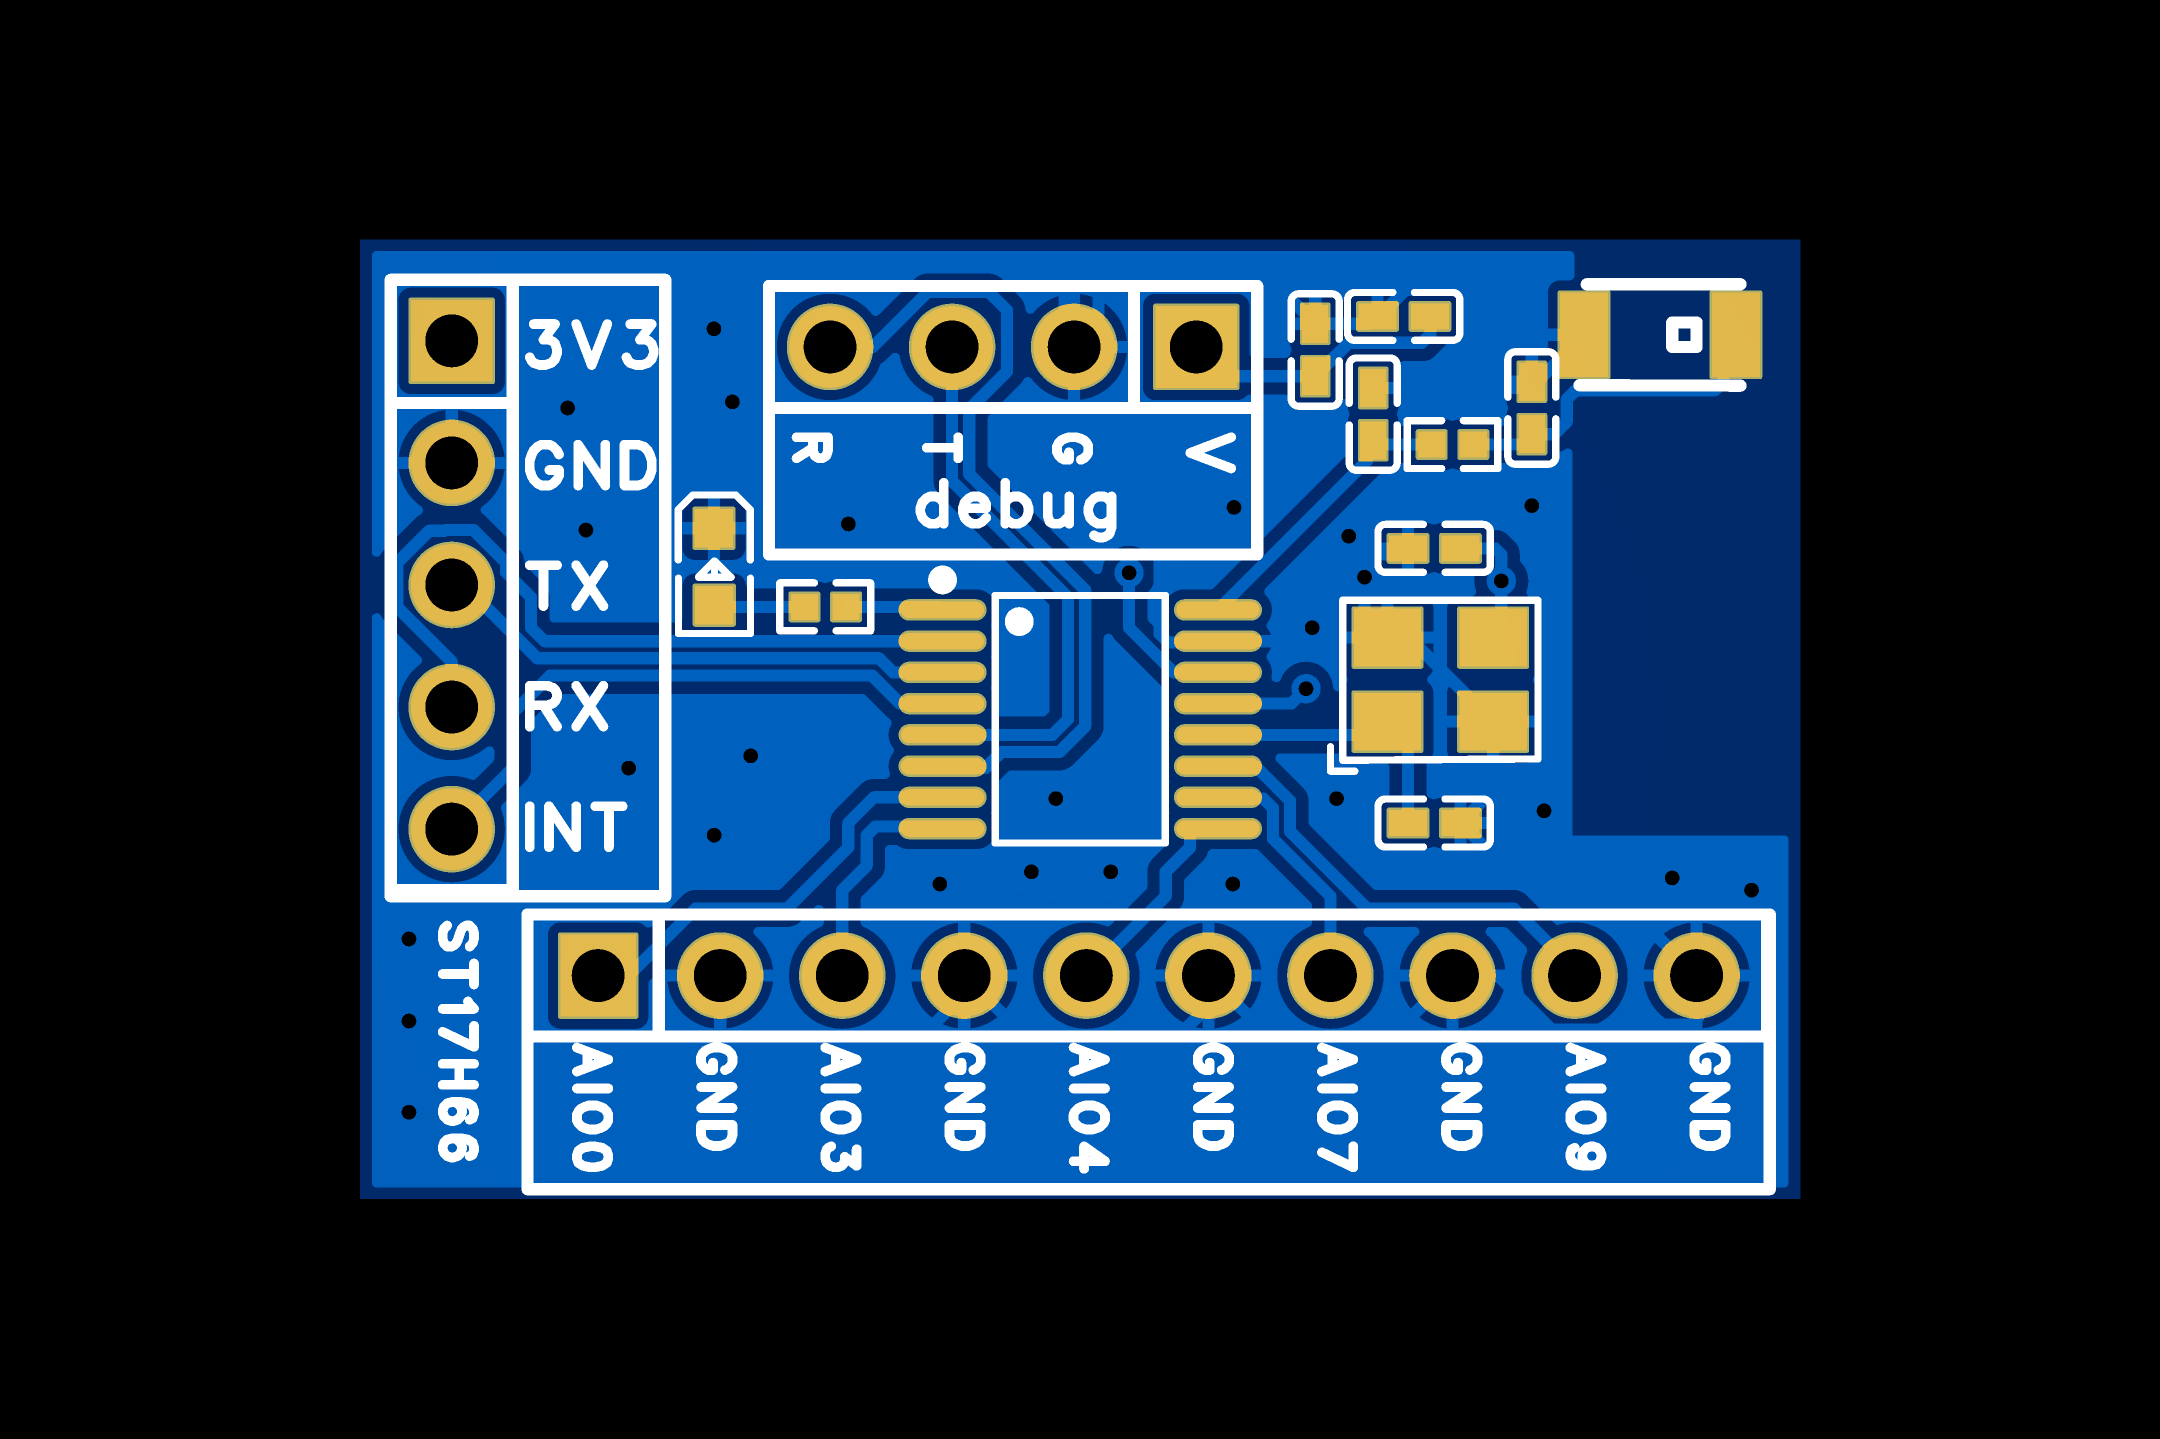 3V3
GND
TX
RX
INT
R T G V
debug
ST17H66
AIO0
GND
AIO3
GND
AIO4
GND
AIO7
GND
AIO9
GND